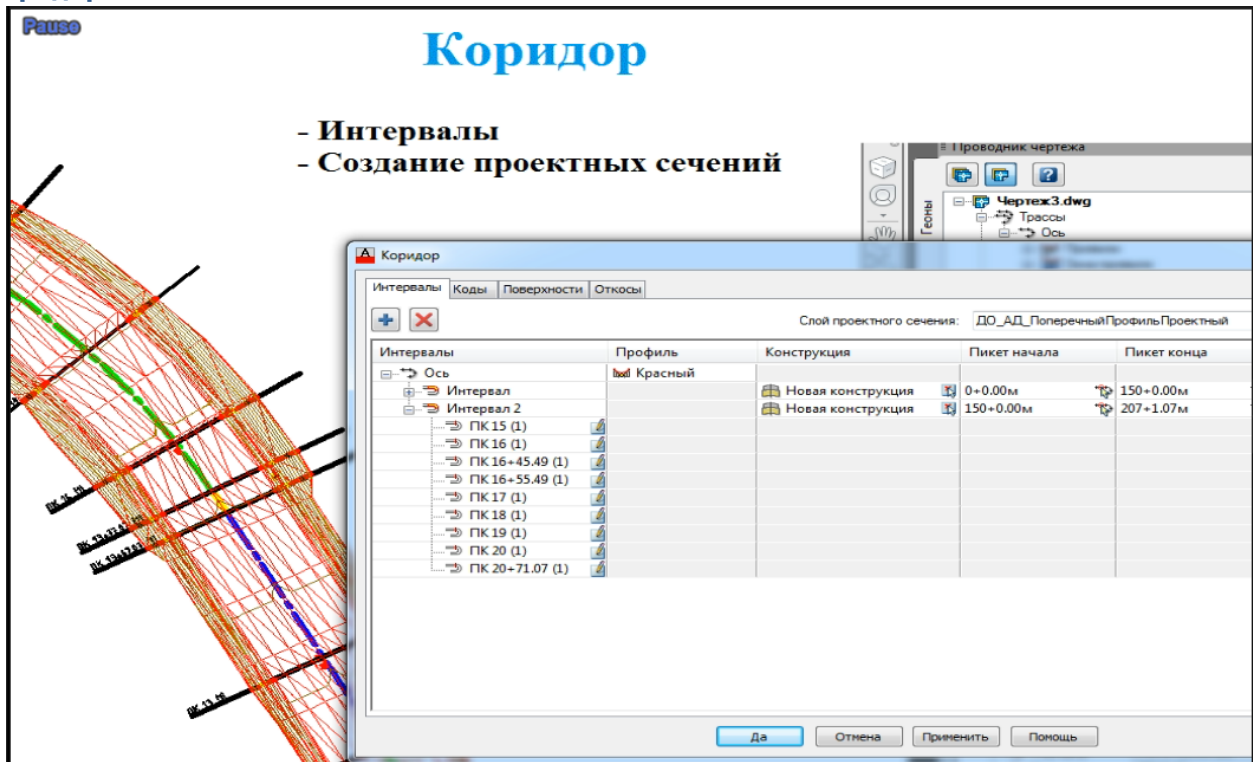 Pause
Коридор
- Интервалы
- Создание проектных сечений
Проводник чертежа
Геоны
Чертеж3.dwg
Трассы
Ось
Коридор
Интервалы Коды Поверхности Откосы
Слой проектного сечения: ДО_АД_ПоперечныйПрофильПроектный
Интервалы Профиль Конструкция Пикет начала Пикет конца
Ось Красный
Интервал Новая конструкция 0+0.00м 150+0.00м
Интервал 2 Новая конструкция 150+0.00м 207+1.07м
ПК 15 (1)
ПК 16 (1)
ПК 16+45.49 (1)
ПК 16+55.49 (1)
ПК 17 (1)
ПК 18 (1)
ПК 19 (1)
ПК 20 (1)
ПК 20+71.07 (1)
Да Отмена Применить Помощь